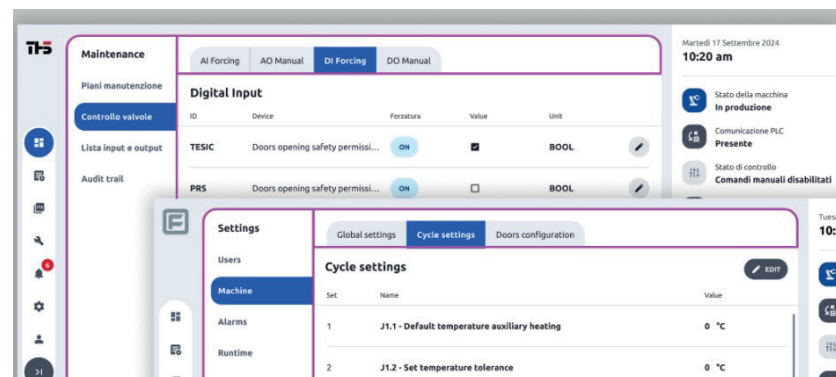 THS
Maintenance
Piani manutenzione
Controllo valvole
Lista input e output
Audit trail
AI Forcing AO Manual DI Forcing DO Manual
Digital Input
ID Device Forzatura Value Unit
TESIC Doors opening safety permissi... ON BOOL
PRS Doors opening safety permissi... ON BOOL
Martedì 17 Settembre 2024
10:20 am
Stato della macchina
In produzione
Comunicazione PLC
Presente
Stato di controllo
Comandi manuali disabilitati
6
Settings
Users
Machine
Alarms
Runtime
Global settings Cycle settings Doors configuration
Cycle settings
EDIT
Set Name Value
1 J1.1 - Default temperature auxiliary heating 0 °C
2 J1.2 - Set temperature tolerance 0 °C
Tues
10: